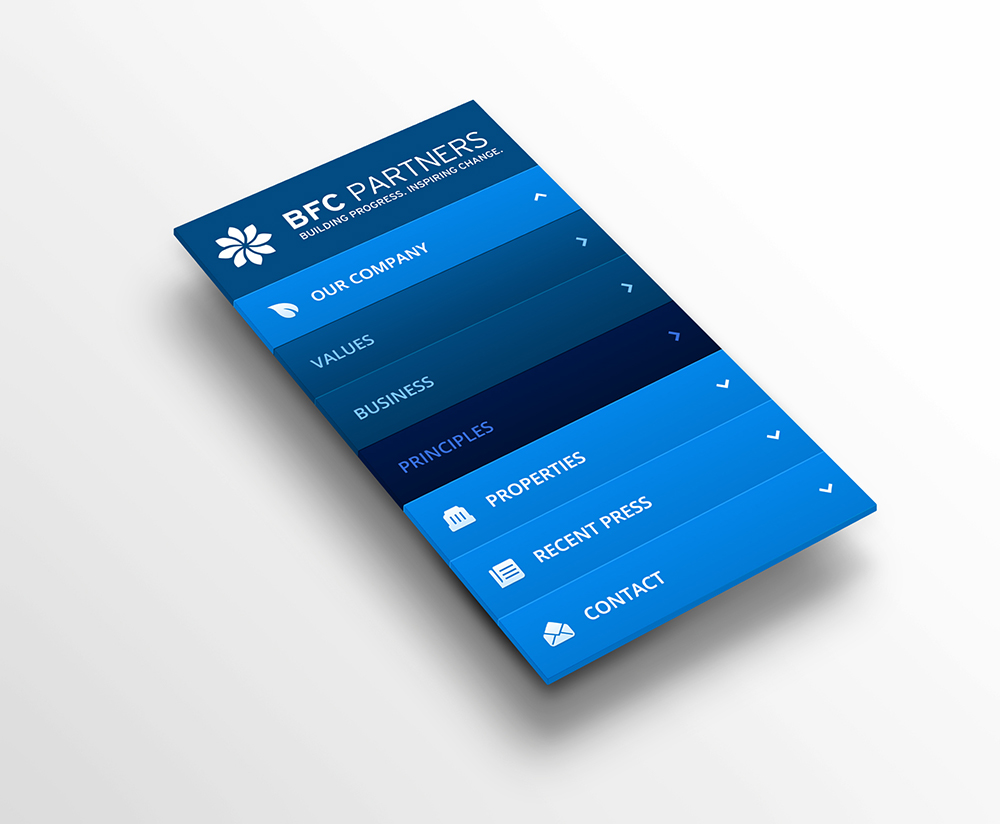 BFC PARTNERS
BUILDING PROGRESS. INSPIRING CHANGE.
OUR COMPANY
VALUES
BUSINESS
PRINCIPLES
PROPERTIES
RECENT PRESS
CONTACT